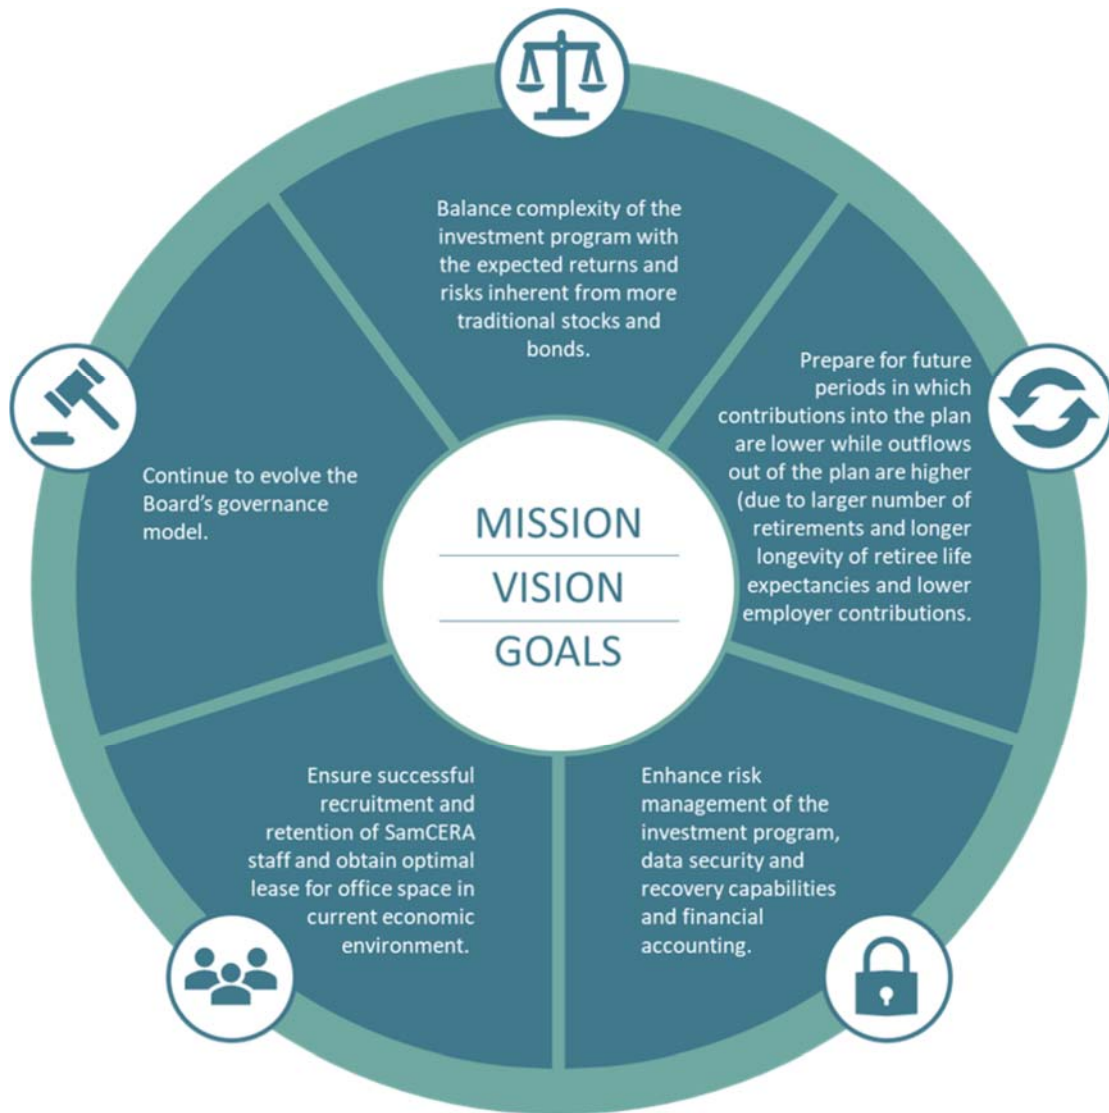 Balance complexity of the
investment program with
the expected returns and
risks inherent from more
traditional stocks and
bonds.
Prepare for future
periods in which
contributions into the plan
are lower while outflows
out of the plan are higher
(due to larger number of
retirements and longer
longevity of retiree life
expectancies and lower
employer contributions.
Enhance risk
management of the
investment program,
data security and
recovery capabilities
and financial
accounting.
Ensure successful
recruitment and
retention of SamCERA
staff and obtain optimal
lease for office space in
current economic
environment.
Continue to evolve the
Board's governance
model.
MISSION
VISION
GOALS